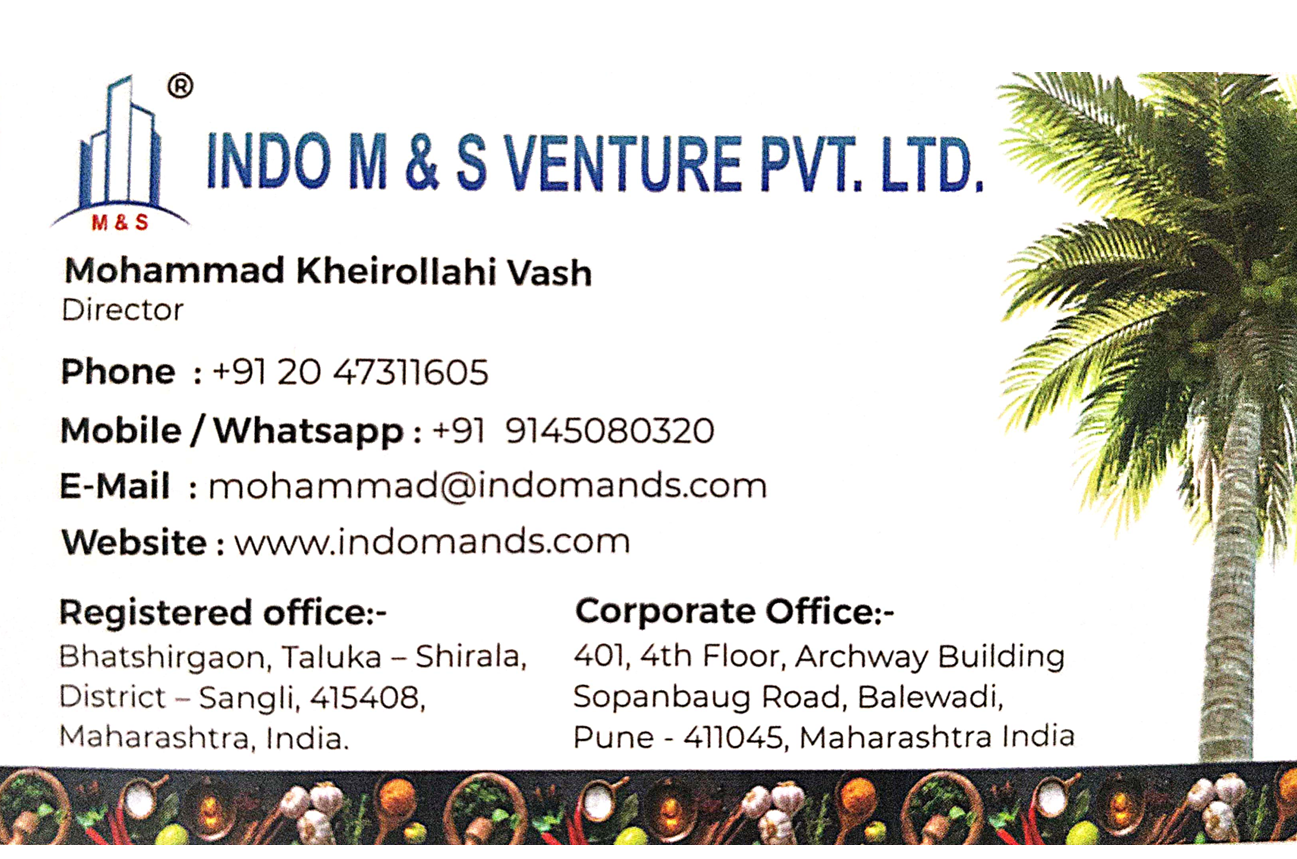 ®
INDO M & S VENTURE PVT. LTD.
M & S
Mohammad Kheirollahi Vash
Director
Phone : +91 20 47311605
Mobile / Whatsapp : +91 9145080320
E-Mail : mohammad@indomands.com
Website : www.indomands.com
Registered office:-
Bhatshirgaon, Taluka – Shirala,
District – Sangli, 415408,
Maharashtra, India.
Corporate Office:-
401, 4th Floor, Archway Building
Sopanbaug Road, Balewadi,
Pune - 411045, Maharashtra India